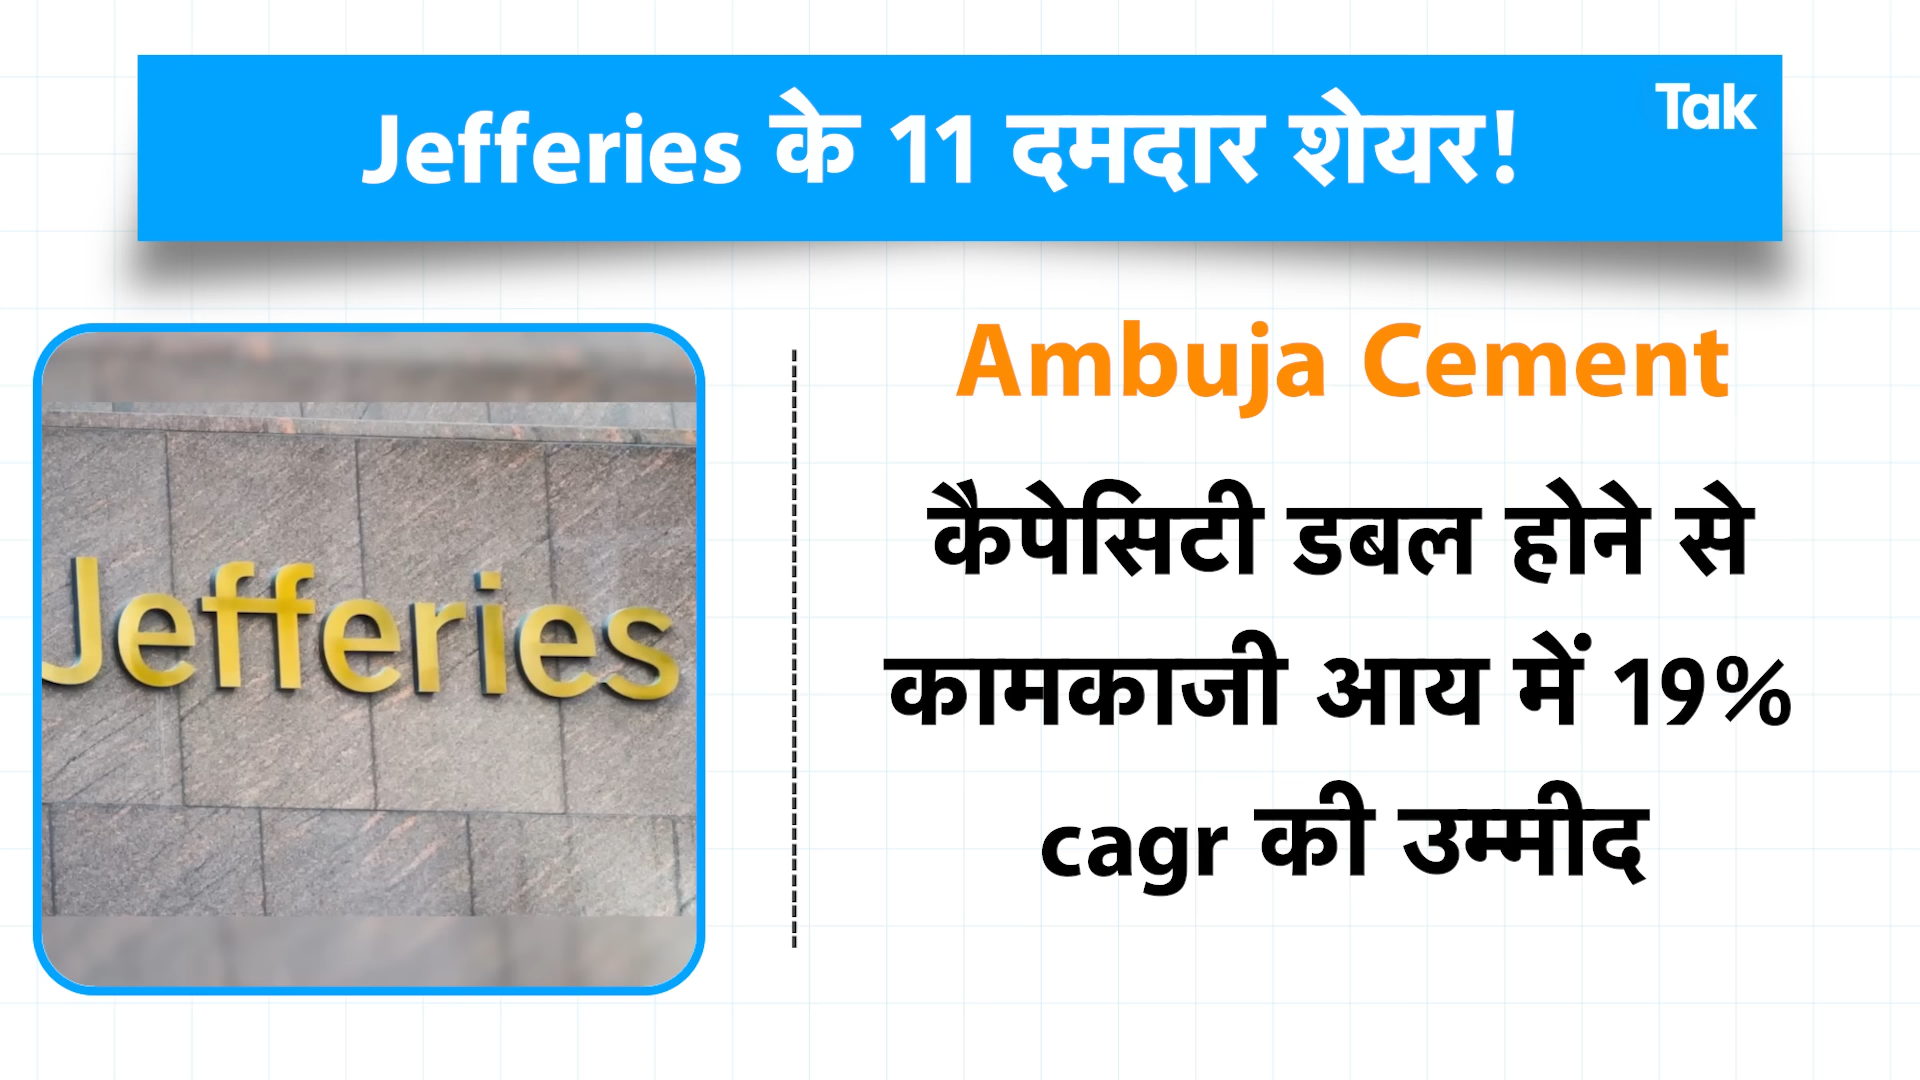 Jefferies के 11 दमदार शेयर!
Tak
Jefferies
Ambuja Cement
कैपेसिटी डबल होने से
कामकाजी आय में 19%
cagr की उम्मीद